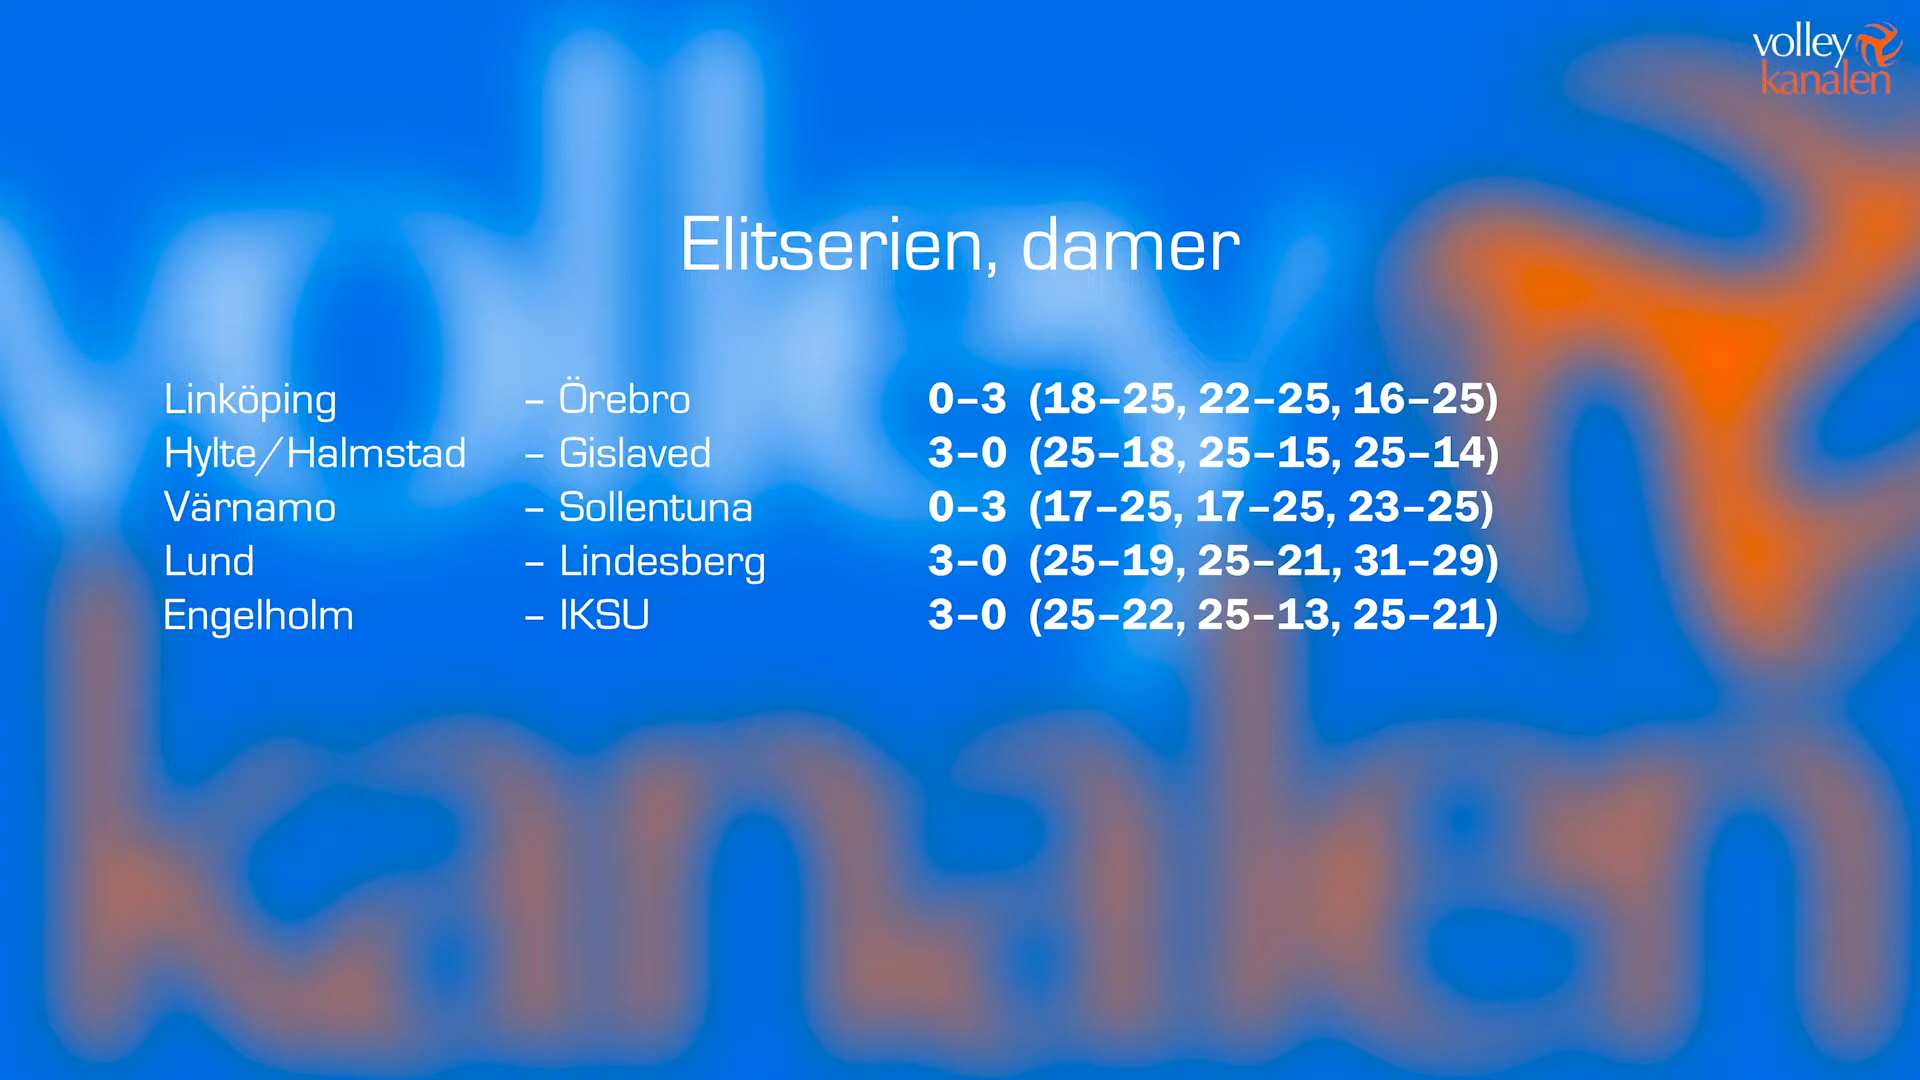 volley
kanalen
Elitserien, damer
Linköping – Örebro 0–3 (18–25, 22–25, 16–25)
Hylte/Halmstad – Gislaved 3–0 (25–18, 25–15, 25–14)
Värnamo – Sollentuna 0–3 (17–25, 17–25, 23–25)
Lund – Lindesberg 3–0 (25–19, 25–21, 31–29)
Engelholm – IKSU 3–0 (25–22, 25–13, 25–21)
volley
kanalen